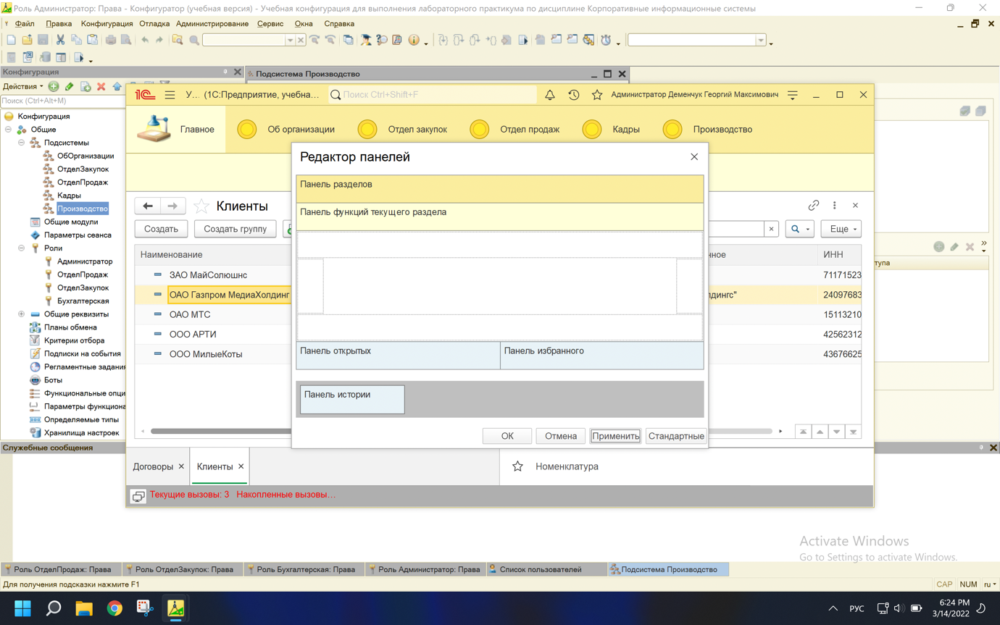 Роль Администратор: Права - Конфигуратор (учебная версия) - Учебная конфигурация для выполнения лабораторного практикума по дисциплине Корпоративные информационные системы
Файл Правка Конфигурация Отладка Администрирование Сервис Окна Справка
Конфигурация
Подсистема Производство
Действия
Поиск (Ctrl+Alt+M)
Конфигурация
Общие
Подсистемы
ОбОрганизации
ОтделЗакупок
ОтделПродаж
Кадры
Производство
Общие модули
Параметры сеанса
Роли
Администратор
ОтделПродаж
ОтделЗакупок
Бухгалтерская
Общие реквизиты
Планы обмена
Критерии отбора
Подписки на события
Регламентные задания
Боты
Функциональные опци
Параметры функциона
Определяемые типы
Хранилища настроек
1С У... (1С:Предприятие, учебна... Поиск Ctrl+Shift+F Администратор Деменчук Георгий Максимович
Главное Об организации Отдел закупок Отдел продаж Кадры Производство
Клиенты
Создать Создать группу Еще
Наименование ное ИНН
ЗАО МайСолюшнс 71171523
ОАО Газпром МедиаХолдинг лдингс" 24097683
ОАО МТС 15113210
ООО АРТИ 42562312
ООО МилыеКоты 43676625
Редактор панелей
Панель разделов
Панель функций текущего раздела
Панель открытых Панель избранного
Панель истории
ОК Отмена Применить Стандартные
Договоры Клиенты Номенклатура
Текущие вызовы: 3 Накопленные вызовы...
тупа
Служебные сообщения
Activate Windows
Go to Settings to activate Windows.
Роль ОтделПродаж: Права Роль ОтделЗакупок: Права Роль Бухгалтерская: Права Роль Администратор: Права Список пользователей Подсистема Производство
Для получения подсказки нажмите F1 CAP NUM ru
РУС 6:24 PM
3/14/2022